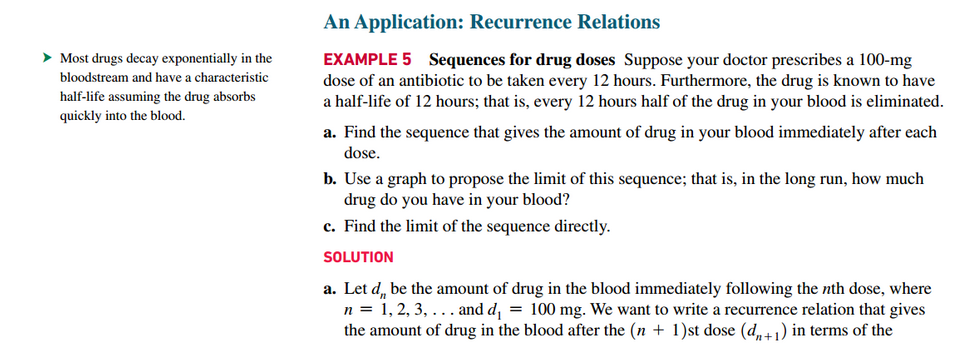 An Application: Recurrence Relations
➤ Most drugs decay exponentially in the
bloodstream and have a characteristic
half-life assuming the drug absorbs
quickly into the blood.
EXAMPLE 5 Sequences for drug doses Suppose your doctor prescribes a 100-mg
dose of an antibiotic to be taken every 12 hours. Furthermore, the drug is known to have
a half-life of 12 hours; that is, every 12 hours half of the drug in your blood is eliminated.
a. Find the sequence that gives the amount of drug in your blood immediately after each
dose.
b. Use a graph to propose the limit of this sequence; that is, in the long run, how much
drug do you have in your blood?
c. Find the limit of the sequence directly.
SOLUTION
a. Let dₙ be the amount of drug in the blood immediately following the nth dose, where
n = 1, 2, 3, . . . and d₁ = 100 mg. We want to write a recurrence relation that gives
the amount of drug in the blood after the (n + 1)st dose (dₙ₊₁) in terms of the